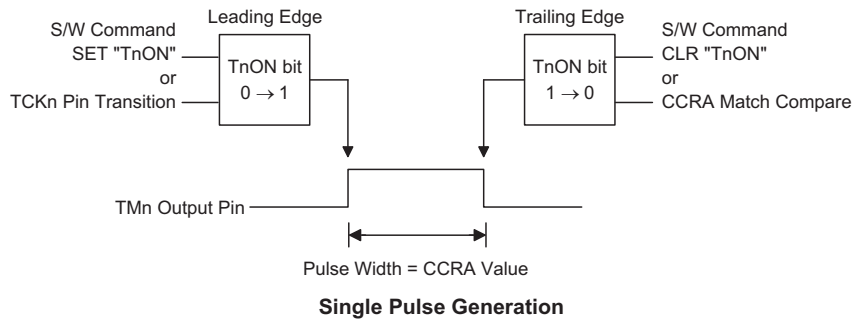 Leading Edge
S/W Command
SET "TnON"
or
TCKn Pin Transition
TnON bit
0 → 1
Trailing Edge
TnON bit
1 → 0
S/W Command
CLR "TnON"
or
CCRA Match Compare
TMn Output Pin
Pulse Width = CCRA Value
Single Pulse Generation